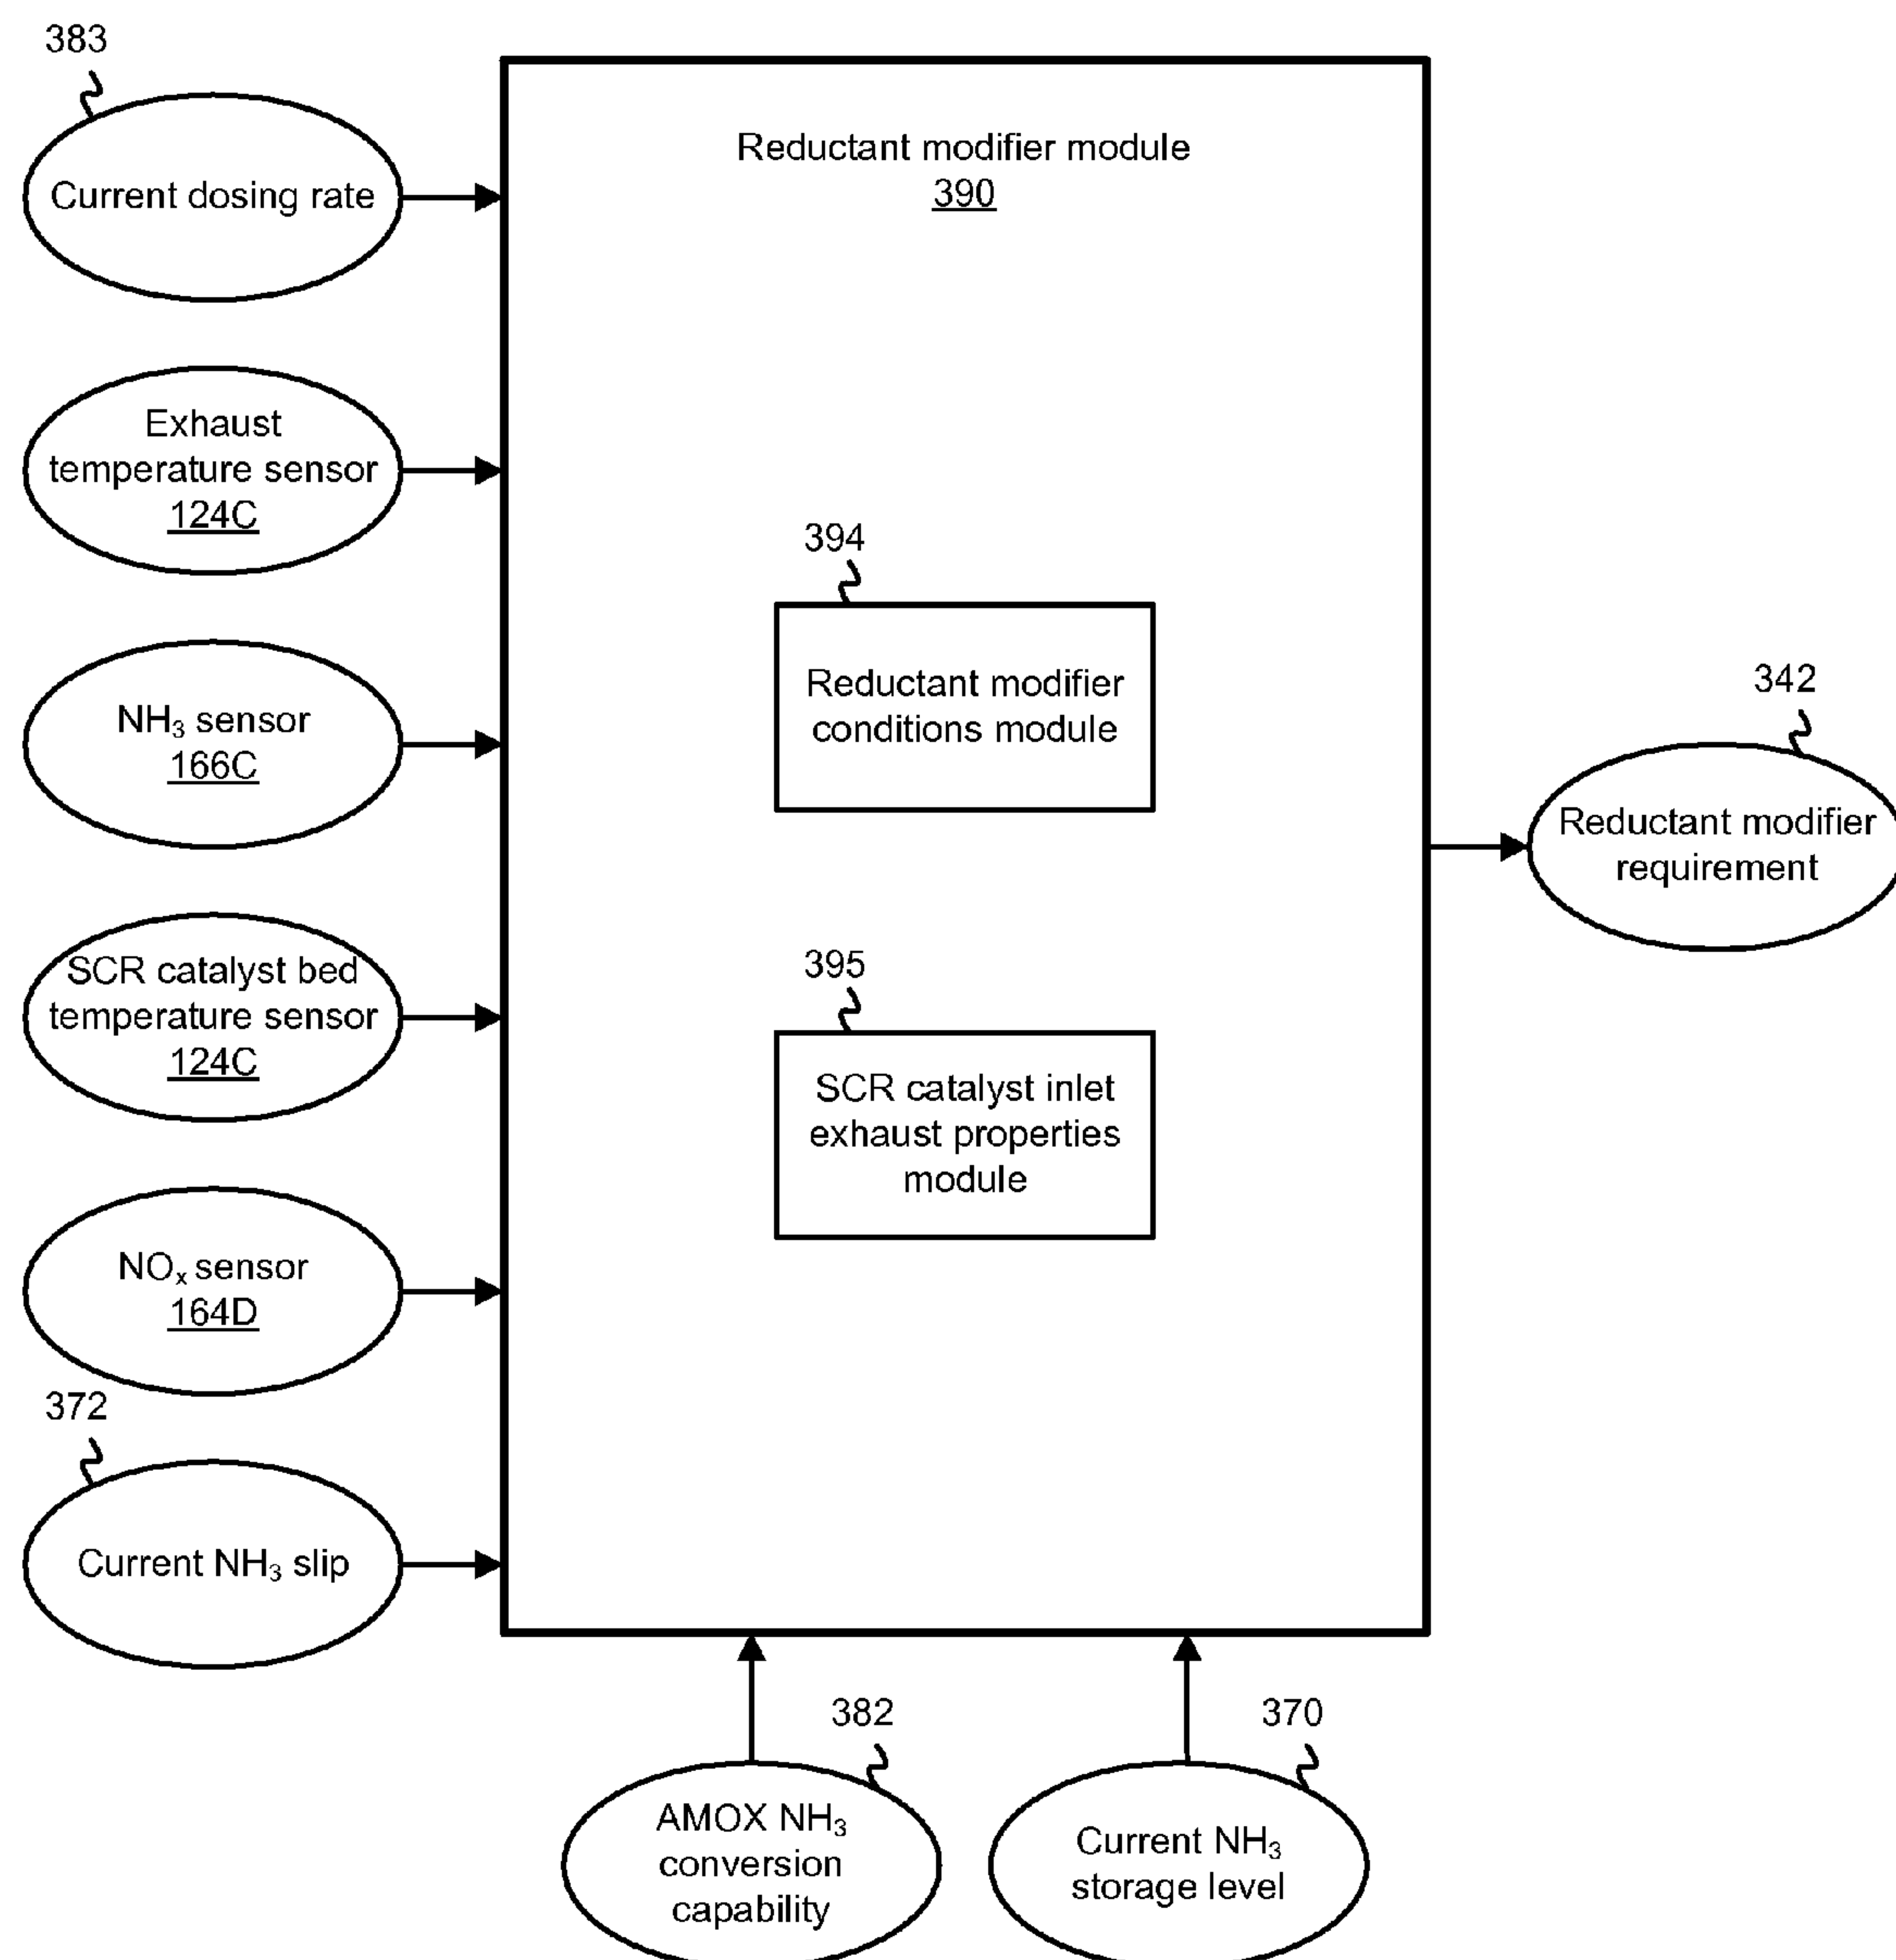 383
Current dosing rate
Exhaust
temperature sensor
124C
NH₃ sensor
166C
SCR catalyst bed
temperature sensor
124C
NOₓ sensor
164D
372
Current NH₃ slip
Reductant modifier module
390
394
Reductant modifier
conditions module
395
SCR catalyst inlet
exhaust properties
module
342
Reductant modifier
requirement
382
AMOX NH₃
conversion
capability
370
Current NH₃
storage level